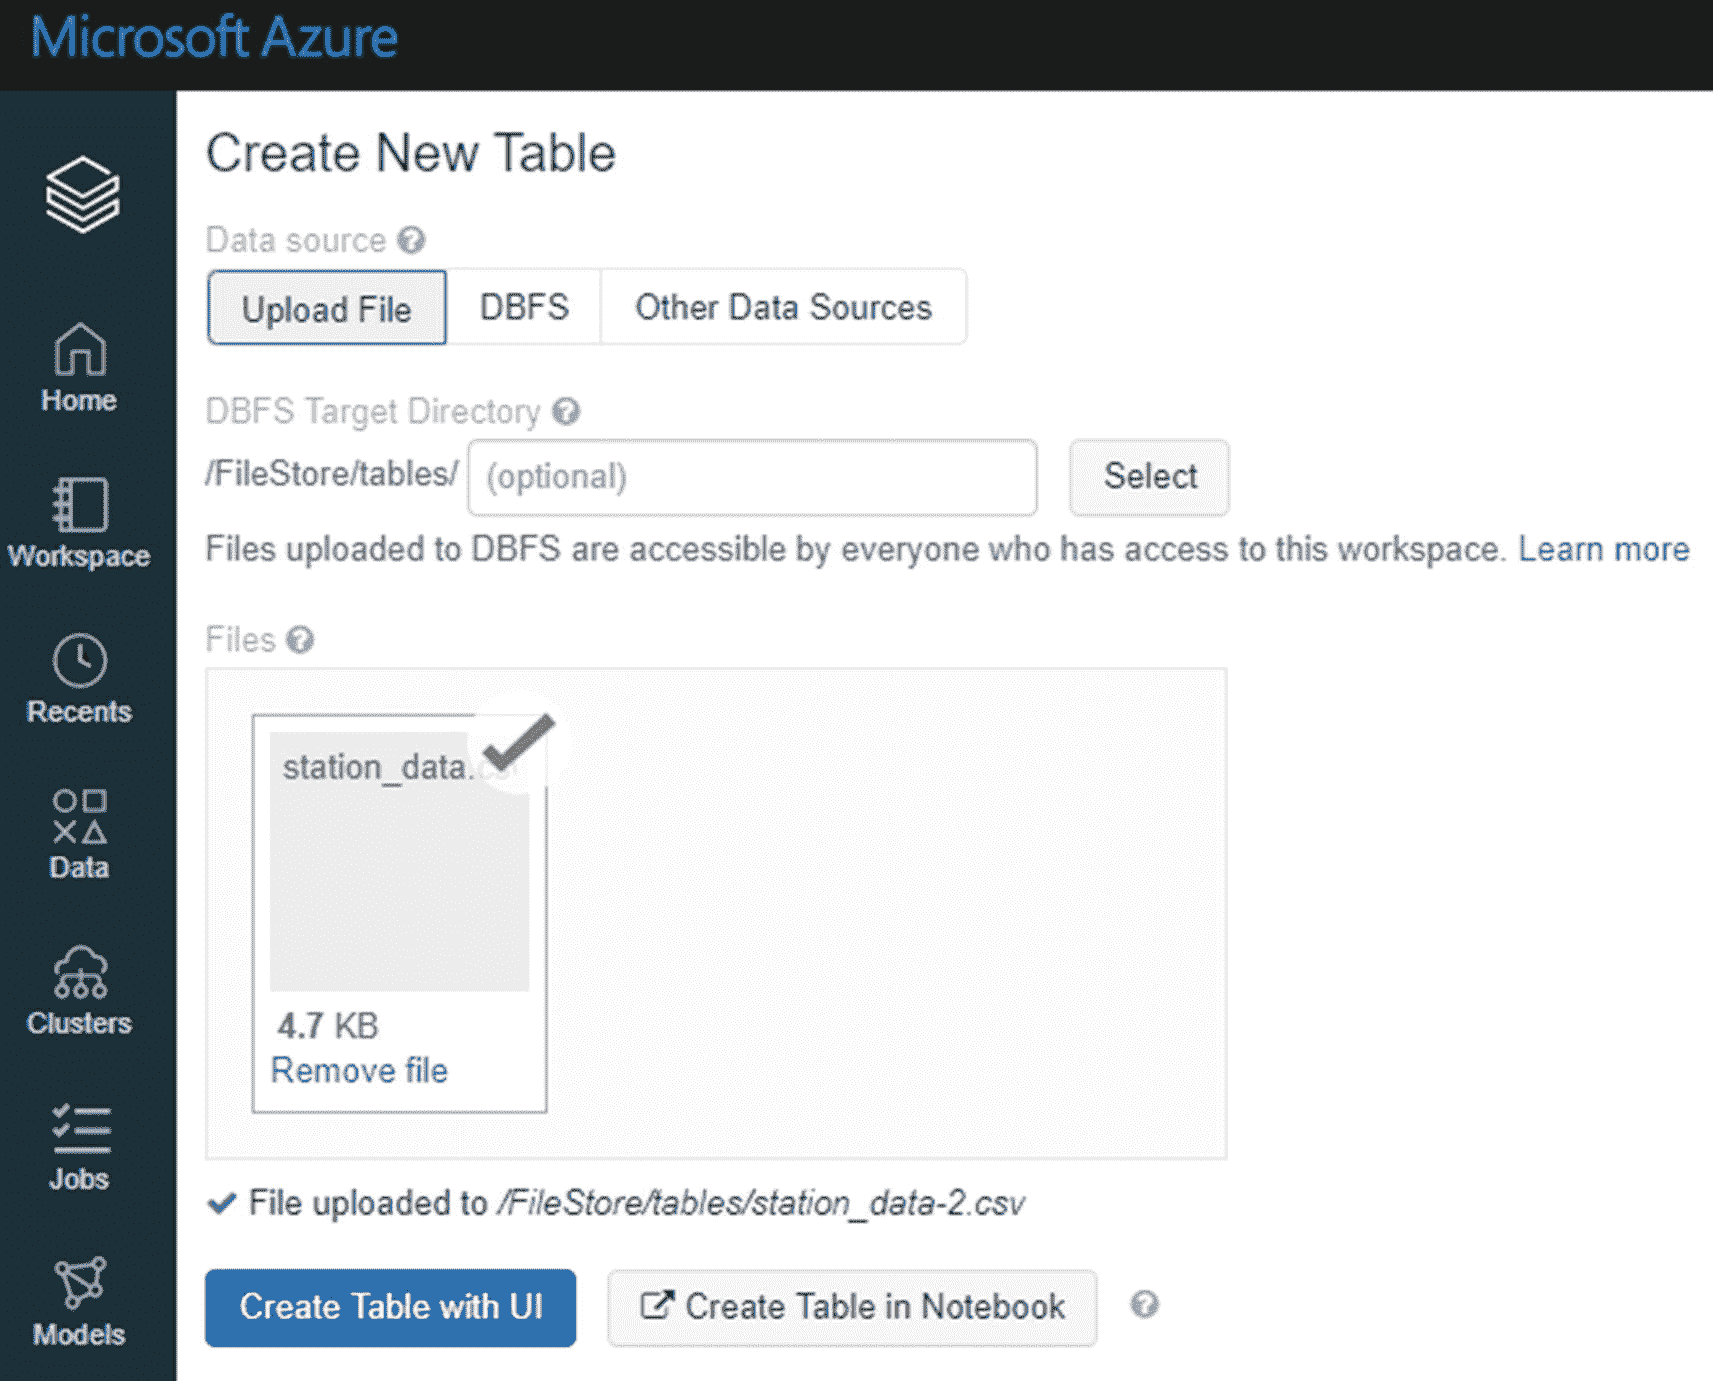 Microsoft Azure
Create New Table
Data source
Upload File DBFS Other Data Sources
Home
DBFS Target Directory
/FileStore/tables/ (optional) Select
Workspace
Files uploaded to DBFS are accessible by everyone who has access to this workspace. Learn more
Files
Recents
station_data.cs
Data
Clusters
4.7 KB
Remove file
Jobs
File uploaded to /FileStore/tables/station_data-2.csv
Models
Create Table with UI Create Table in Notebook